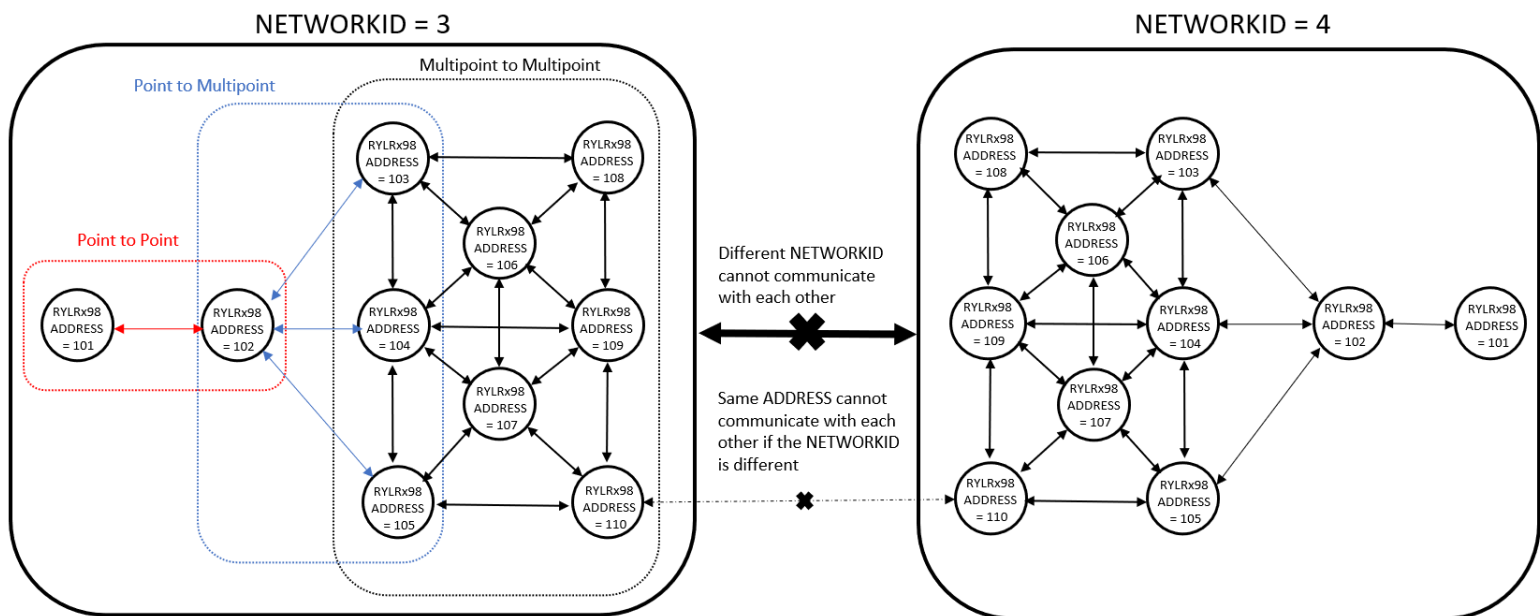 NETWORKID = 3
Multipoint to Multipoint
Point to Multipoint
Point to Point
RYLRx98
ADDRESS
= 101
RYLRx98
ADDRESS
= 102
RYLRx98
ADDRESS
= 103
RYLRx98
ADDRESS
= 104
RYLRx98
ADDRESS
= 105
RYLRx98
ADDRESS
= 106
RYLRx98
ADDRESS
= 107
RYLRx98
ADDRESS
= 108
RYLRx98
ADDRESS
= 109
RYLRx98
ADDRESS
= 110
Different NETWORKID
cannot communicate
with each other
Same ADDRESS cannot
communicate with each
other if the NETWORKID
is different
NETWORKID = 4
RYLRx98
ADDRESS
= 108
RYLRx98
ADDRESS
= 109
RYLRx98
ADDRESS
= 110
RYLRx98
ADDRESS
= 106
RYLRx98
ADDRESS
= 107
RYLRx98
ADDRESS
= 103
RYLRx98
ADDRESS
= 104
RYLRx98
ADDRESS
= 105
RYLRx98
ADDRESS
= 102
RYLRx98
ADDRESS
= 101